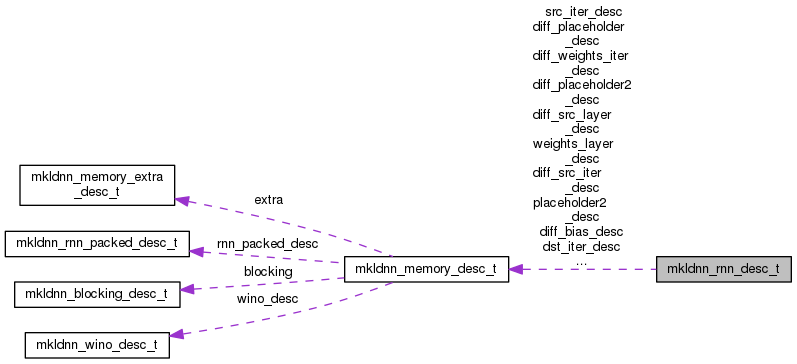 src_iter_desc
diff_placeholder
_desc
diff_weights_iter
_desc
diff_placeholder2
_desc
diff_src_layer
_desc
weights_layer
_desc
diff_src_iter
_desc
placeholder2
_desc
diff_bias_desc
dst_iter_desc
...
mkldnn_memory_extra
_desc_t
extra
mkldnn_rnn_packed_desc_t
rnn_packed_desc
mkldnn_memory_desc_t
mkldnn_rnn_desc_t
blocking
mkldnn_blocking_desc_t
wino_desc
mkldnn_wino_desc_t